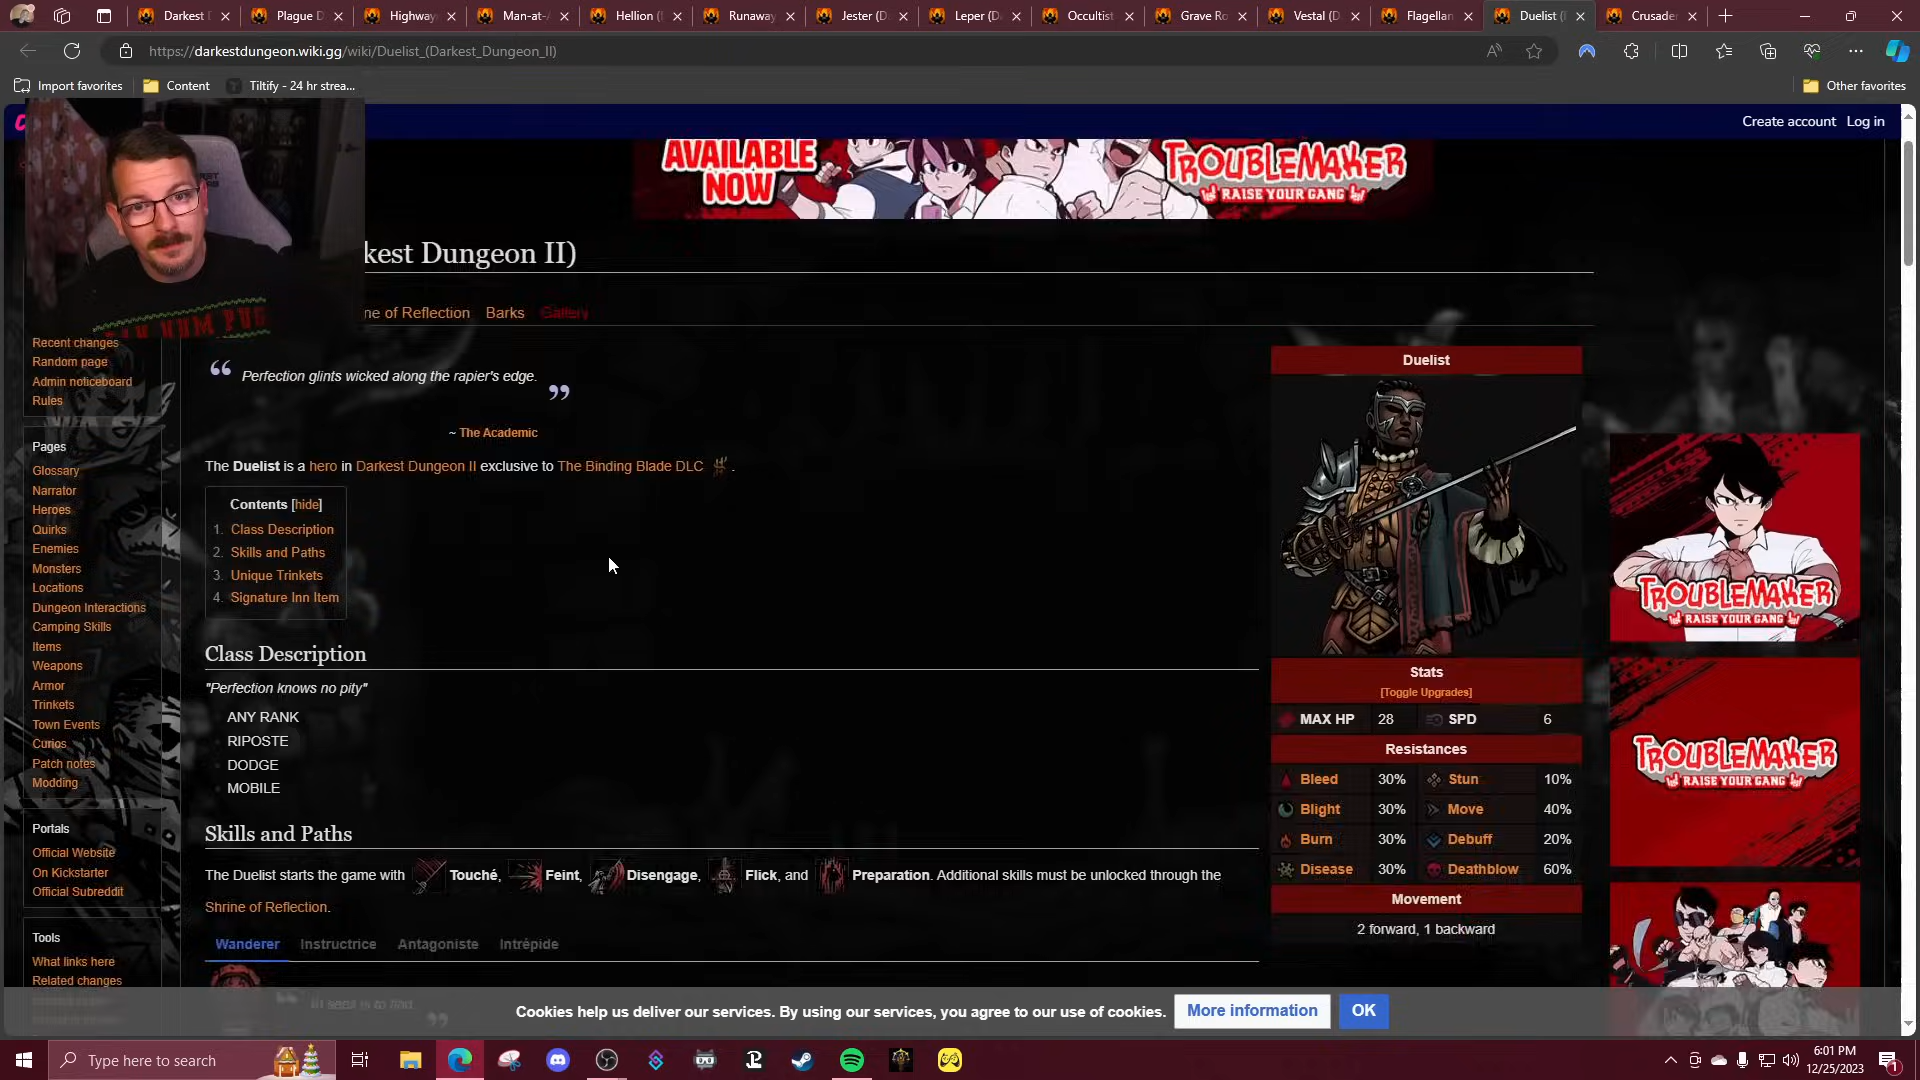 Darkest
Plague D
Highway
Man-at-
Hellion (
Runaway
Jester (D
Leper (D
Occultist
Grave Ro
Vestal (D
Flagellan
Duelist (
Crusade
https://darkestdungeon.wiki.gg/wiki/Duelist_(Darkest_Dungeon_II)
Import favorites
Content
Tiltify - 24 hr strea...
Other favorites
Create account Log in
AVAILABLE NOW
TROUBLEMAKER
RAISE YOUR GANG
kest Dungeon II)
ne of Reflection Barks Gallery
Recent changes
Random page
Admin noticeboard
Rules
Pages
Glossary
Narrator
Heroes
Quirks
Enemies
Monsters
Locations
Dungeon Interactions
Camping Skills
Items
Weapons
Armor
Trinkets
Town Events
Curios
Patch notes
Modding
Portals
Official Website
On Kickstarter
Official Subreddit
Tools
What links here
Related changes
“ Perfection glints wicked along the rapier's edge. ”
~ The Academic
The Duelist is a hero in Darkest Dungeon II exclusive to The Binding Blade DLC .
Contents [hide]
1. Class Description
2. Skills and Paths
3. Unique Trinkets
4. Signature Inn Item
Class Description
"Perfection knows no pity"
ANY RANK
RIPOSTE
DODGE
MOBILE
Skills and Paths
The Duelist starts the game with Touché, Feint, Disengage, Flick, and Preparation. Additional skills must be unlocked through the
Shrine of Reflection.
Wanderer Instructrice Antagoniste Intrépide
Duelist
Stats
[Toggle Upgrades]
MAX HP 28 SPD 6
Resistances
Bleed 30% Stun 10%
Blight 30% Move 40%
Burn 30% Debuff 20%
Disease 30% Deathblow 60%
Movement
2 forward, 1 backward
TROUBLEMAKER
RAISE YOUR GANG
TROUBLEMAKER
RAISE YOUR GANG
Cookies help us deliver our services. By using our services, you agree to our use of cookies. More information OK
Type here to search
6:01 PM
12/25/2023
1